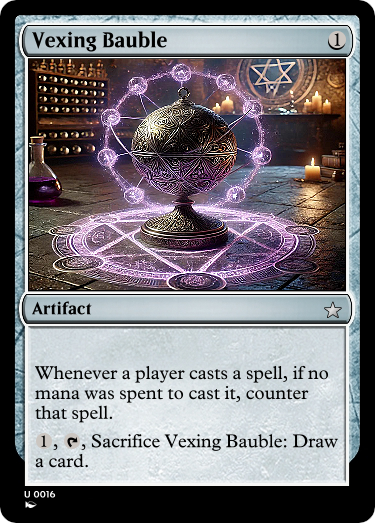 Vexing Bauble 1
Artifact
Whenever a player casts a spell, if no
mana was spent to cast it, counter
that spell.
1 , , Sacrifice Vexing Bauble: Draw
a card.
U 0016